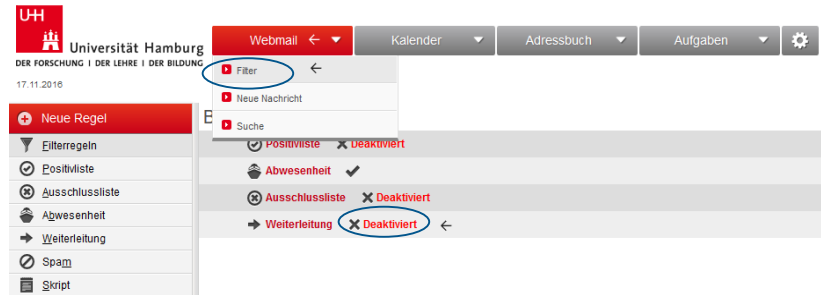 UHH
Universität Hamburg
DER FORSCHUNG | DER LEHRE | DER BILDUNG
17.11.2016
Webmail
Kalender
Adressbuch
Aufgaben
Filter
Neue Nachricht
Suche
Neue Regel
Filterregeln
Positivliste
Ausschlussliste
Abwesenheit
Weiterleitung
Spam
Skript
B
Positivliste Deaktiviert
Abwesenheit
Ausschlussliste Deaktiviert
Weiterleitung Deaktiviert